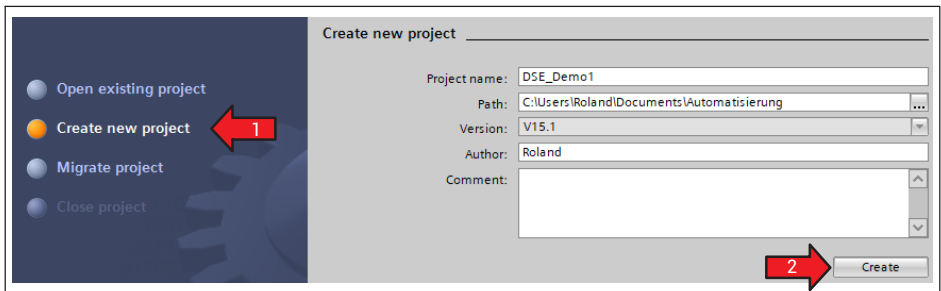 Open existing project
Create new project
1
Migrate project
Close project
Create new project
Project name: DSE_Demo1
Path: C:\Users\Roland\Documents\Automatisierung ...
Version: V15.1
Author: Roland
Comment:
2
Create